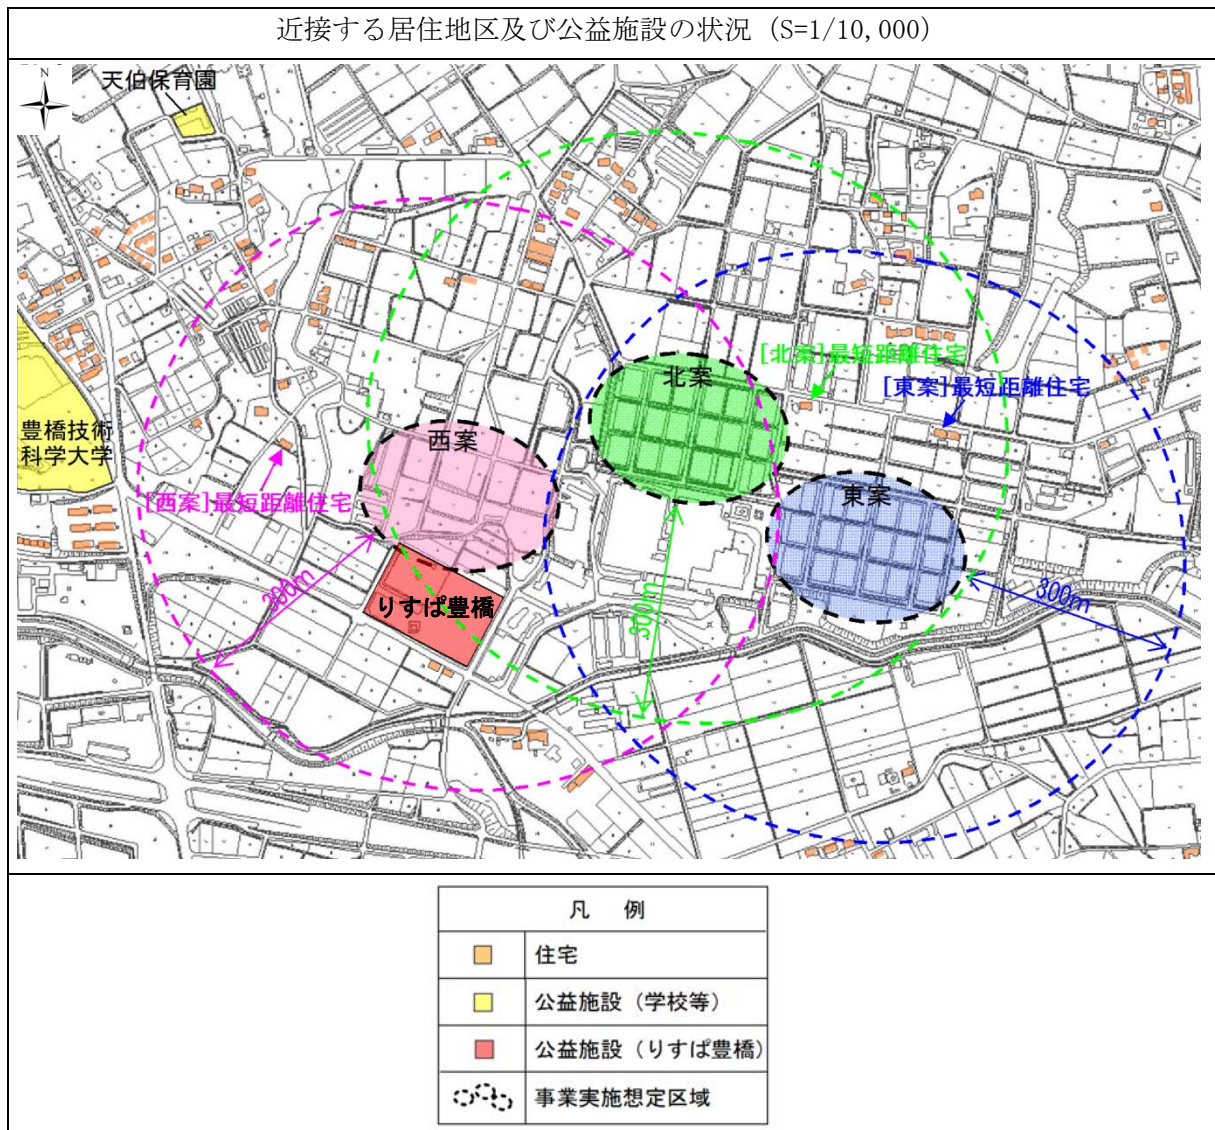 近接する居住地区及び公益施設の状況 (S=1/10,000)
N
天伯保育園
[北案]最短距離住宅
北案
[東案]最短距離住宅
豊橋技術
科学大学
西案
[西案]最短距離住宅
東案
300m
りすぱ豊橋
300m
300m
凡 例
住宅
公益施設（学校等）
公益施設（りすぱ豊橋）
事業実施想定区域